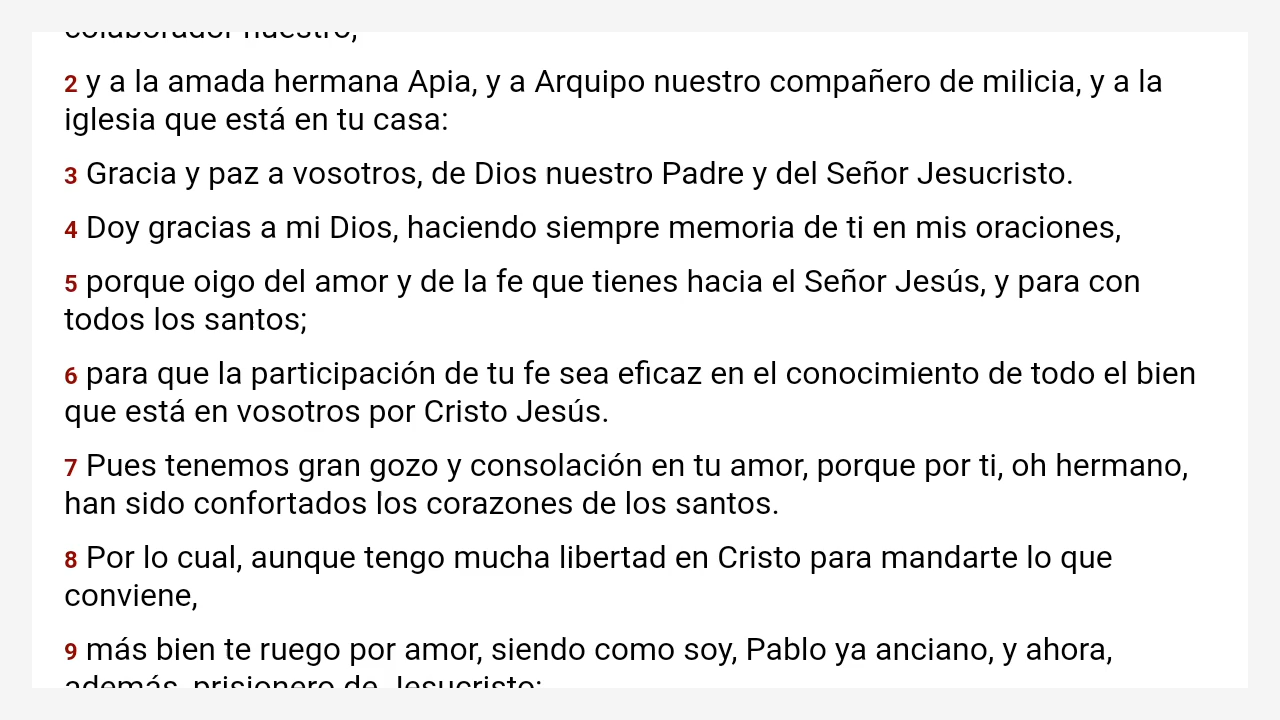 colaborador nuestro,
2 y a la amada hermana Apia, y a Arquipo nuestro compañero de milicia, y a la
iglesia que está en tu casa:
3 Gracia y paz a vosotros, de Dios nuestro Padre y del Señor Jesucristo.
4 Doy gracias a mi Dios, haciendo siempre memoria de ti en mis oraciones,
5 porque oigo del amor y de la fe que tienes hacia el Señor Jesús, y para con
todos los santos;
6 para que la participación de tu fe sea eficaz en el conocimiento de todo el bien
que está en vosotros por Cristo Jesús.
7 Pues tenemos gran gozo y consolación en tu amor, porque por ti, oh hermano,
han sido confortados los corazones de los santos.
8 Por lo cual, aunque tengo mucha libertad en Cristo para mandarte lo que
conviene,
9 más bien te ruego por amor, siendo como soy, Pablo ya anciano, y ahora,
además, prisionero de Jesucristo;